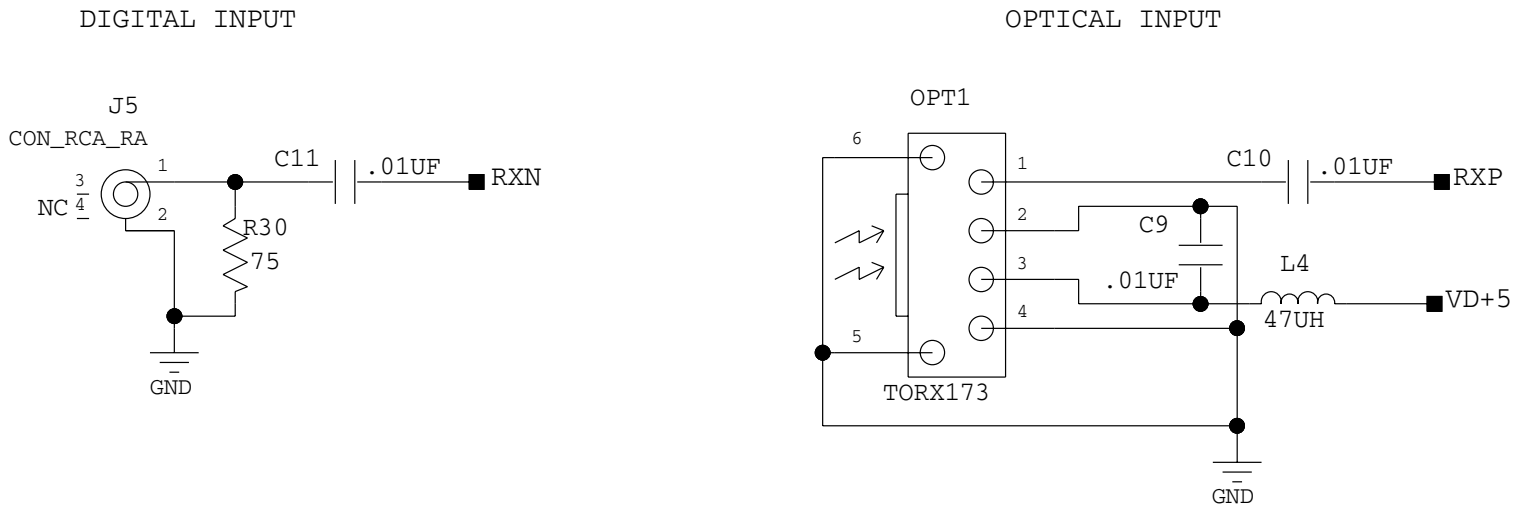 DIGITAL INPUT
J5
CON_RCA_RA
1
3
NC 4
2
C11 .01UF
RXN
R30
75
GND
OPTICAL INPUT
OPT1
6
1
2
3
4
5
TORX173
C10 .01UF
RXP
C9
.01UF
L4
47UH
VD+5
GND